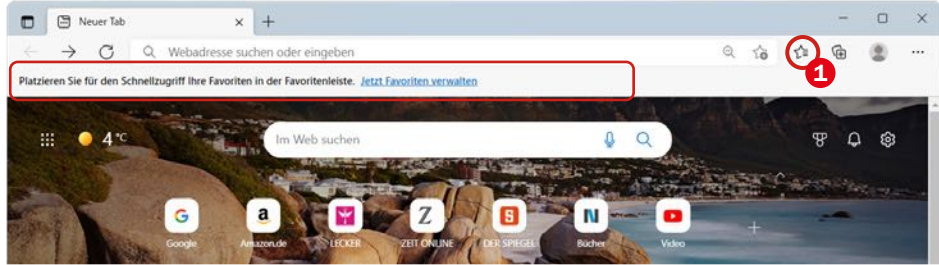 Neuer Tab
Webadresse suchen oder eingeben
1
Platzieren Sie für den Schnellzugriff Ihre Favoriten in der Favoritenleiste. Jetzt Favoriten verwalten
4 °C
Im Web suchen
G a Z S N
Google Amazon.de LECKER ZEIT ONLINE DER SPIEGEL Bücher Video